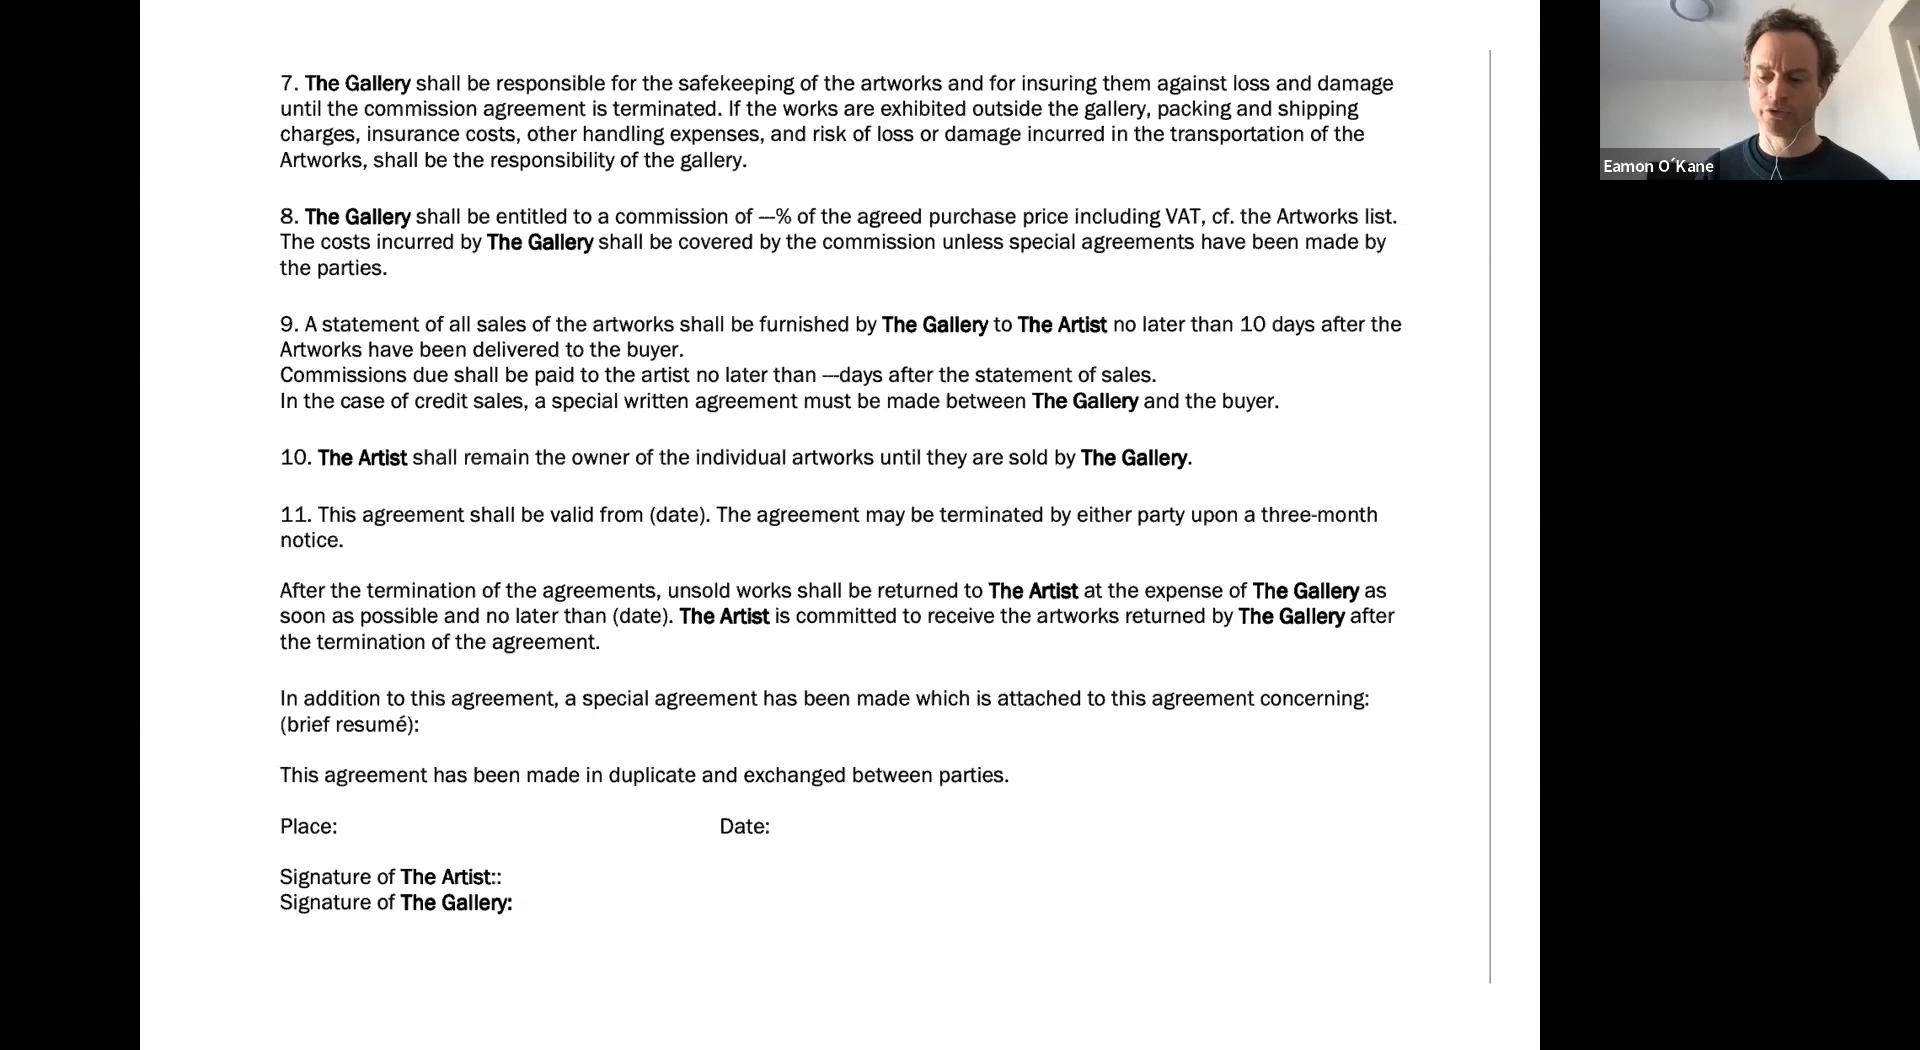 7. The Gallery shall be responsible for the safekeeping of the artworks and for insuring them against loss and damage
until the commission agreement is terminated. If the works are exhibited outside the gallery, packing and shipping
charges, insurance costs, other handling expenses, and risk of loss or damage incurred in the transportation of the
Artworks, shall be the responsibility of the gallery.
8. The Gallery shall be entitled to a commission of ---% of the agreed purchase price including VAT, cf. the Artworks list.
The costs incurred by The Gallery shall be covered by the commission unless special agreements have been made by
the parties.
9. A statement of all sales of the artworks shall be furnished by The Gallery to The Artist no later than 10 days after the
Artworks have been delivered to the buyer.
Commissions due shall be paid to the artist no later than ---days after the statement of sales.
In the case of credit sales, a special written agreement must be made between The Gallery and the buyer.
10. The Artist shall remain the owner of the individual artworks until they are sold by The Gallery.
11. This agreement shall be valid from (date). The agreement may be terminated by either party upon a three-month
notice.
After the termination of the agreements, unsold works shall be returned to The Artist at the expense of The Gallery as
soon as possible and no later than (date). The Artist is committed to receive the artworks returned by The Gallery after
the termination of the agreement.
In addition to this agreement, a special agreement has been made which is attached to this agreement concerning:
(brief resumé):
This agreement has been made in duplicate and exchanged between parties.
Place: Date:
Signature of The Artist::
Signature of The Gallery:
Eamon O´Kane